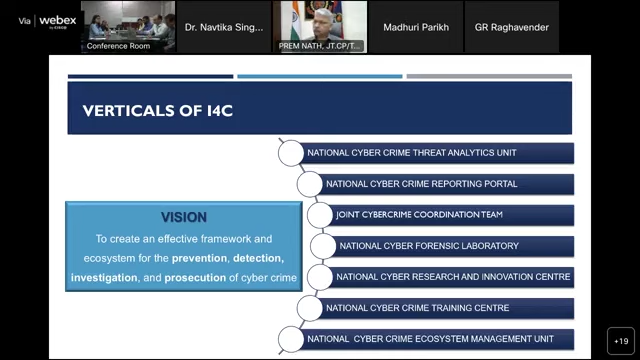 Via webex
BY CISCO
Conference Room
Dr. Navtika Sing...
PREM NATH, JT.CP/T...
Madhuri Parikh
GR Raghavender
VERTICALS OF I4C
VISION
To create an effective framework and
ecosystem for the prevention, detection,
investigation, and prosecution of cyber crime
NATIONAL CYBER CRIME THREAT ANALYTICS UNIT
NATIONAL CYBER CRIME REPORTING PORTAL
JOINT CYBERCRIME COORDINATION TEAM
NATIONAL CYBER FORENSIC LABORATORY
NATIONAL CYBER RESEARCH AND INNOVATION CENTRE
NATIONAL CYBER CRIME TRAINING CENTRE
NATIONAL CYBER CRIME ECOSYSTEM MANAGEMENT UNIT
+19